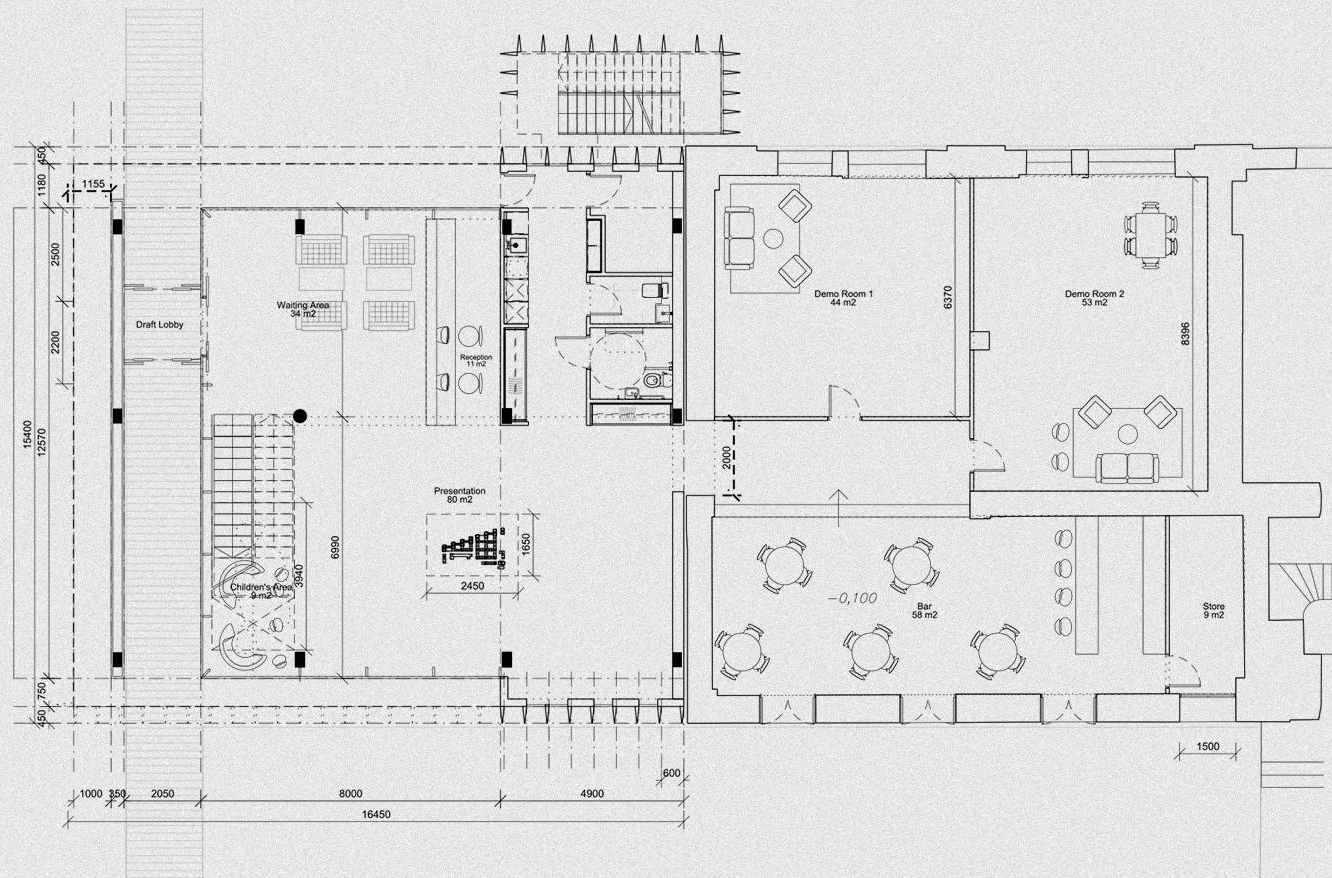 450
1180
1155
2500
2200
15400
12570
750
450
Draft Lobby
Waiting Area
34 m2
Reception
11 m2
Demo Room 1
44 m2
6370
Demo Room 2
53 m2
8396
2000
Presentation
80 m2
6990
3940
1650
2450
Children's Area
9 m2
−0,100
Bar
58 m2
Store
9 m2
1500
600
1000
350
2050
8000
4900
16450